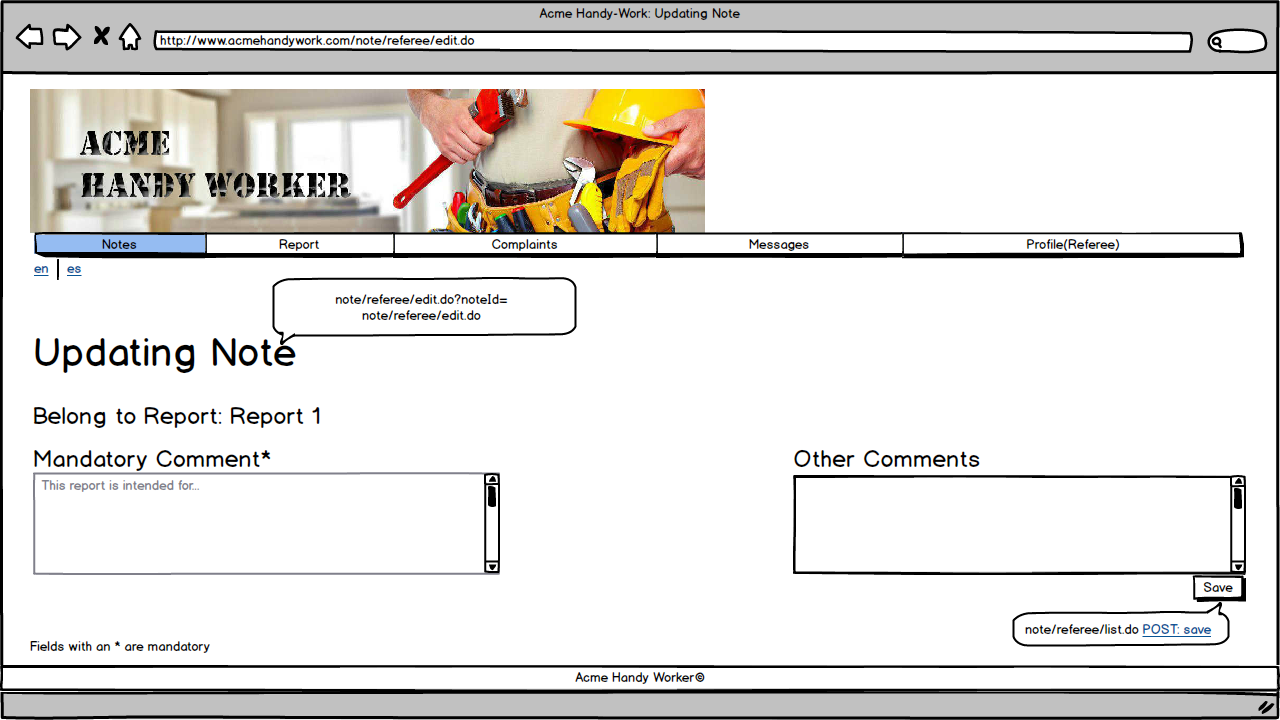 Acme Handy-Work: Updating Note
http://www.acmehandywork.com/note/referee/edit.do
ACME
HANDY WORKER
Notes
Report
Complaints
Messages
Profile(Referee)
en
es
note/referee/edit.do?noteId=
note/referee/edit.do
Updating Note
Belong to Report: Report 1
Mandatory Comment*
Other Comments
This report is intended for...
Save
note/referee/list.do POST: save
Fields with an * are mandatory
Acme Handy Worker©